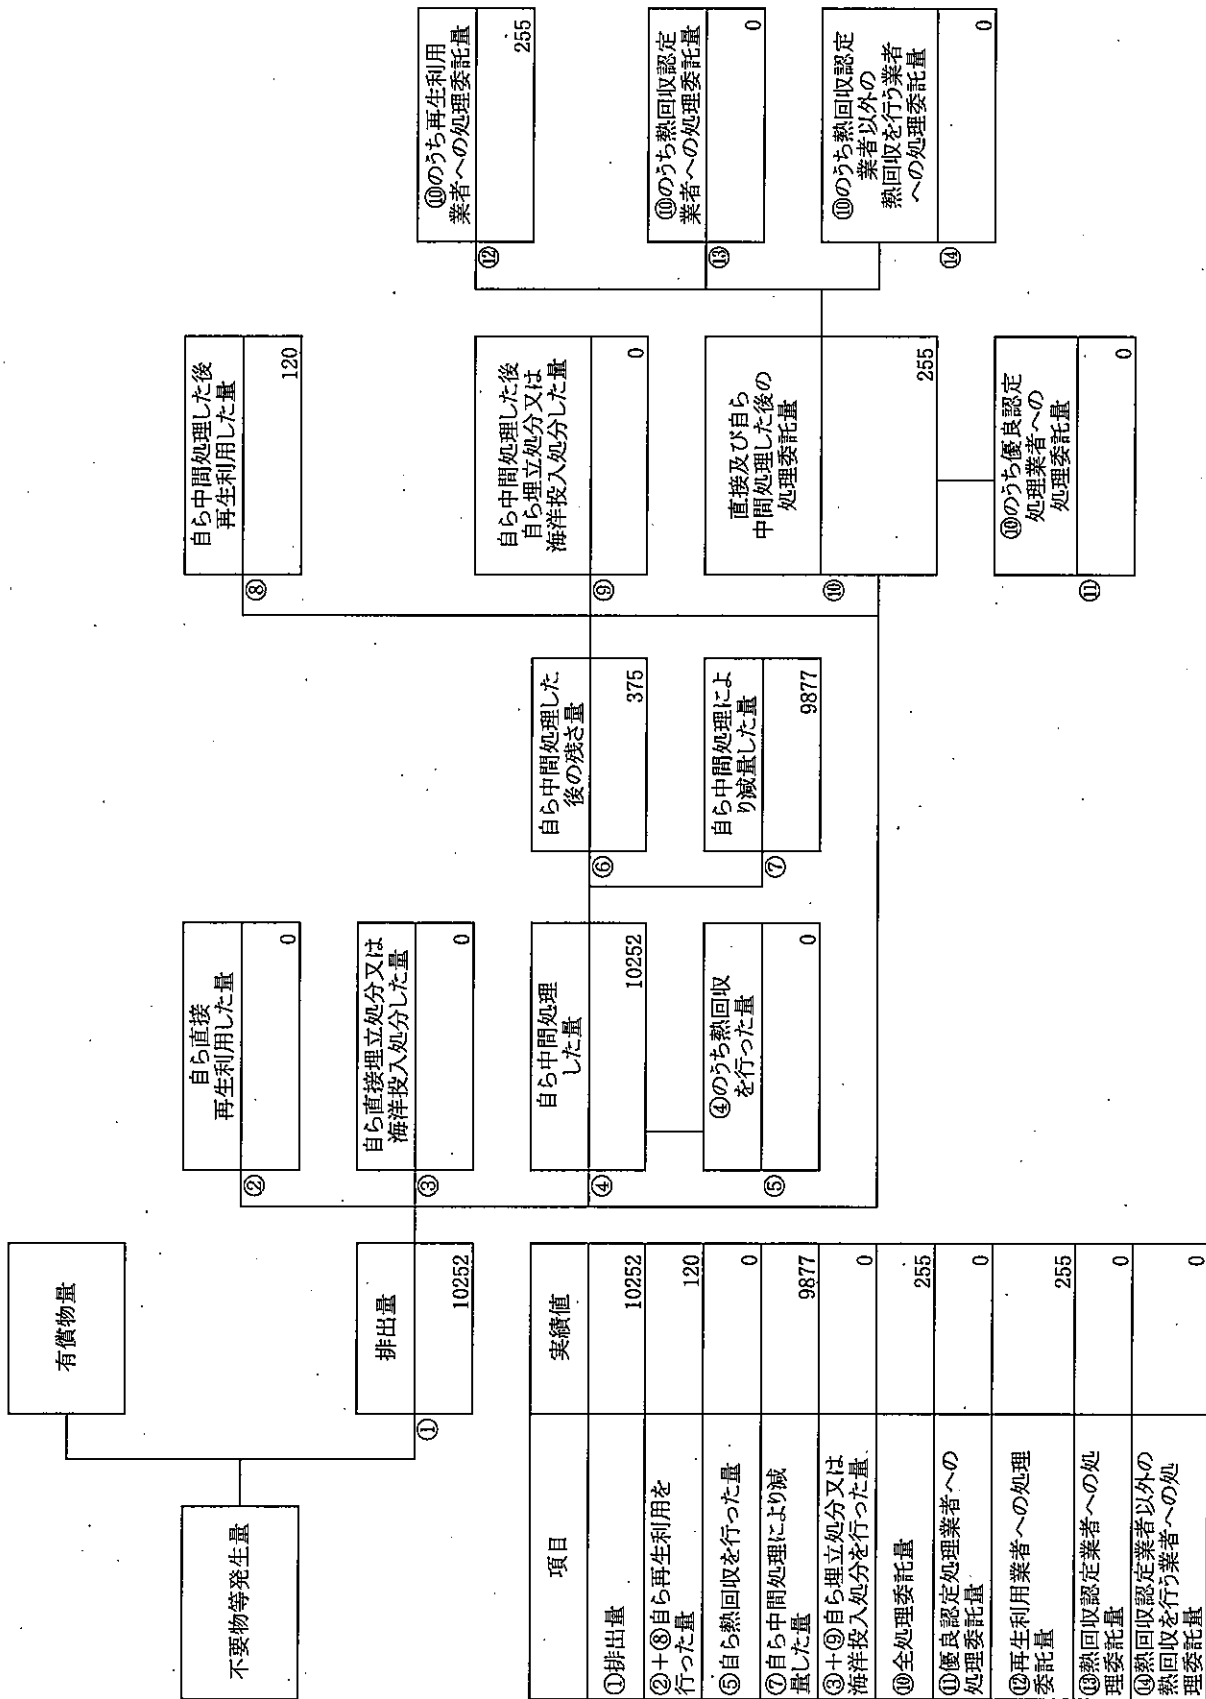 不要物等発生量
有償物量
①
排出量
10252
②
自ら直接
再生利用した量
0
③
自ら直接埋立処分又は
海洋投入処分した量
0
④
自ら中間処理
した量
10252
⑤
④のうち熱回収
を行った量
0
⑥
自ら中間処理した
後の残さ量
375
⑦
自ら中間処理によ
り減量した量
9877
⑧
自ら中間処理した後
再生利用した量
120
⑨
自ら中間処理した後
自ら埋立処分又は
海洋投入処分した量
0
⑩
直接及び自ら
中間処理した後の
処理委託量
255
⑪
⑩のうち優良認定
処理業者への
処理委託量
0
⑫
⑩のうち再生利用
業者への処理委託量
255
⑬
⑩のうち熱回収認定
業者への処理委託量
0
⑭
⑩のうち熱回収認定
業者以外の
熱回収を行う業者
への処理委託量
0
項目
実績値
①排出量
10252
②+⑧自ら再生利用を
行った量
120
⑤自ら熱回収を行った量
0
⑦自ら中間処理により減
量した量
9877
③+⑨自ら埋立処分又は
海洋投入処分を行った量
0
⑩全処理委託量
255
⑪優良認定処理業者への
処理委託量
0
⑫再生利用業者への処理
委託量
255
⑬熱回収認定業者への処
理委託量
0
⑭熱回収認定業者以外の
熱回収を行う業者への処
理委託量
0